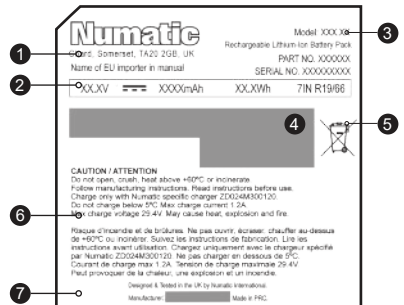 Numatic
Model: XXX X
3
Rechargeable Lithium-Ion Battery Pack
1
Chard, Somerset, TA20 2GB, UK
PART NO. XXXXXX
Name of EU importer in manual
SERIAL NO. XXXXXXXXX
2
XX.XV XXXXmAh XX.XWh 7IN R19/66
4
5
CAUTION / ATTENTION
Do not open, crush, heat above +60ºC or incinerate.
Follow manufacturing instructions. Read instructions before use.
Charge only with Numatic specific charger ZD024M300120.
Do not charge below 5ºC Max charge current 1.2A.
6
Max charge voltage 29.4V. May cause heat, explosion and fire.
Risque d'incendie et de brûlures. Ne pas ouvrir, écraser, chauffer au-dessus
de +60ºC ou incinérer. Suivez les instructions de fabrication. Lire les
instructions avant utilisation. Chargez uniquement avec le chargeur spécifié
par Numatic ZD024M300120. Ne pas charger en dessous de 5ºC.
Courant de charge max 1.2A. Tension de charge maximale 29.4V.
Peut provoquer de la chaleur, une explosion et un incendie.
Designed & Tested in the UK by Numatic International.
7
Manufacturer: Made in PRC.